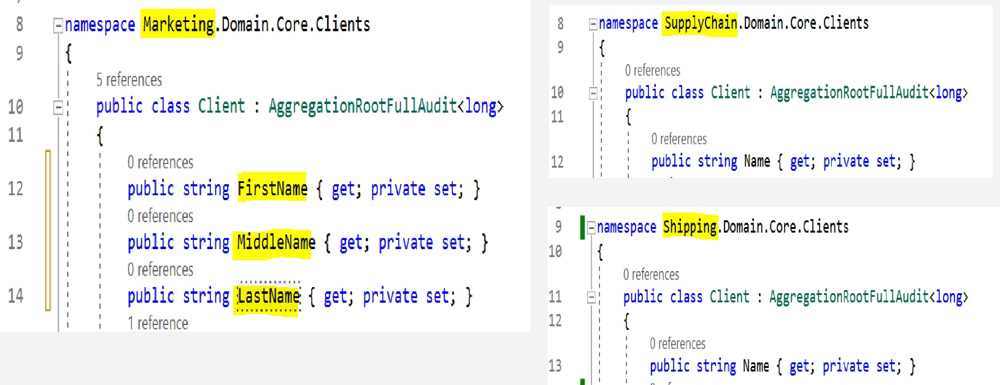 8 namespace Marketing.Domain.Core.Clients
9 {
5 references
10 public class Client : AggregationRootFullAudit<long>
11 {
0 references
12 public string FirstName { get; private set; }
0 references
13 public string MiddleName { get; private set; }
0 references
14 public string LastName { get; private set; }
1 reference
8 namespace SupplyChain.Domain.Core.Clients
9 {
0 references
10 public class Client : AggregationRootFullAudit<long>
11 {
0 references
12 public string Name { get; private set; }
9 namespace Shipping.Domain.Core.Clients
10 {
0 references
11 public class Client : AggregationRootFullAudit<long>
12 {
0 references
13 public string Name { get; private set; }